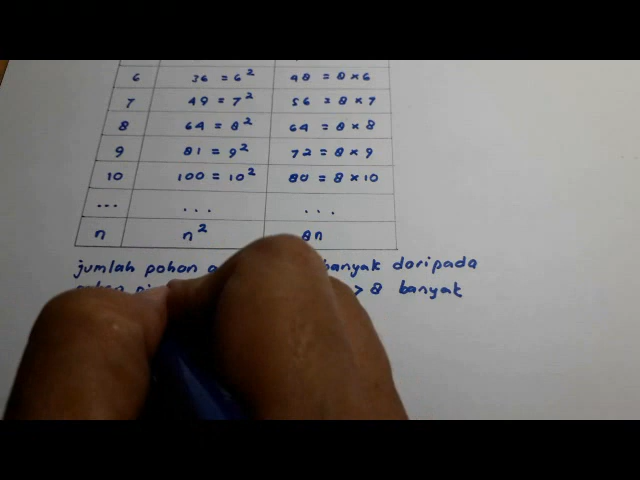 6 36 = 6² 48 = 8 × 6
7 49 = 7² 56 = 8 × 7
8 64 = 8² 64 = 8 × 8
9 81 = 9² 72 = 8 × 9
10 100 = 10² 80 = 8 × 10
... ... ...
n n² 8n
jumlah pohon banyak daripada
> 8 banyak